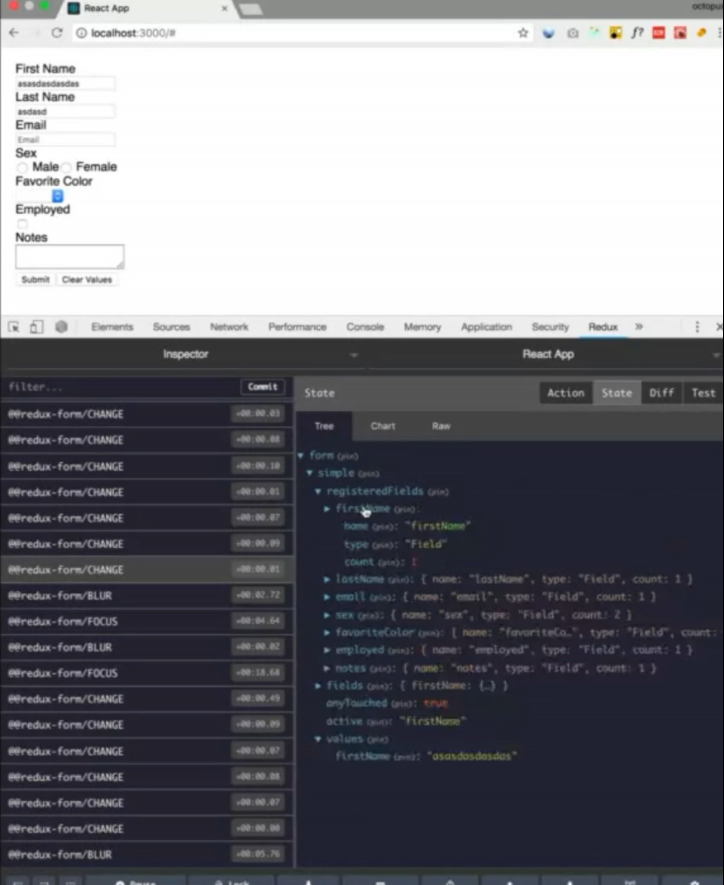 React App
octopus
localhost:3000/#
f?
First Name
asasdasdasdas
Last Name
asdasd
Email
Email
Sex
Male Female
Favorite Color
Employed
Notes
Submit Clear Values
Elements Sources Network Performance Console Memory Application Security Redux »
Inspector React App
filter... Commit
State Action State Diff Test
Tree Chart Raw
@@redux-form/CHANGE +00:00.03
@@redux-form/CHANGE +00:00.08
@@redux-form/CHANGE +00:00.10
@@redux-form/CHANGE +00:00.01
@@redux-form/CHANGE +00:00.07
@@redux-form/CHANGE +00:00.09
@@redux-form/CHANGE +00:00.01
@@redux-form/BLUR +00:02.72
@@redux-form/FOCUS +00:04.64
@@redux-form/BLUR +00:00.02
@@redux-form/FOCUS +00:18.68
@@redux-form/CHANGE +00:00.49
@@redux-form/CHANGE +00:00.09
@@redux-form/CHANGE +00:00.07
@@redux-form/CHANGE +00:00.08
@@redux-form/CHANGE +00:00.07
@@redux-form/CHANGE +00:00.00
@@redux-form/BLUR +00:05.76
form (pin)
simple (pin)
registeredFields (pin)
firstName (pin):
name (pin): "firstName"
type (pin): "Field"
count (pin): 1
lastName (pin): { name: "lastName", type: "Field", count: 1 }
email (pin): { name: "email", type: "Field", count: 1 }
sex (pin): { name: "sex", type: "Field", count: 2 }
favoriteColor (pin): { name: "favoriteCo…", type: "Field", count:
employed (pin): { name: "employed", type: "Field", count: 1 }
notes (pin): { name: "notes", type: "Field", count: 1 }
fields (pin): { firstName: {…} }
anyTouched (pin): true
active (pin): "firstName"
values (pin)
firstName (pin): "asasdasdasdas"
Pause Lock